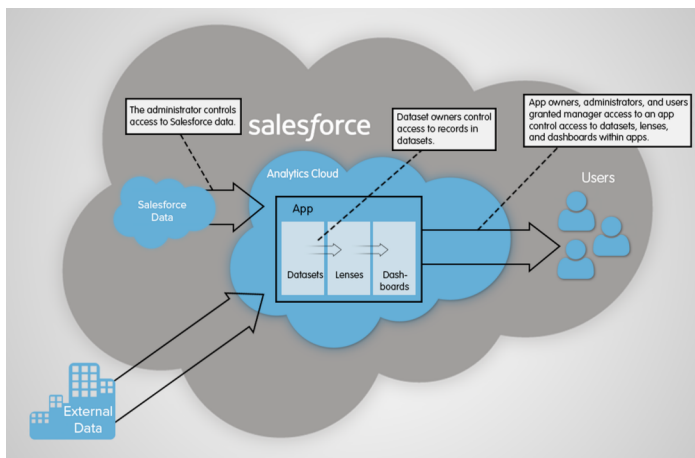 The administrator controls
access to Salesforce data.
salesforce
Dataset owners control
access to records in
datasets.
App owners, administrators, and users
granted manager access to an app
control access to datasets, lenses,
and dashboards within apps.
Analytics Cloud
Users
Salesforce
Data
App
Datasets
Lenses
Dash-
boards
External
Data